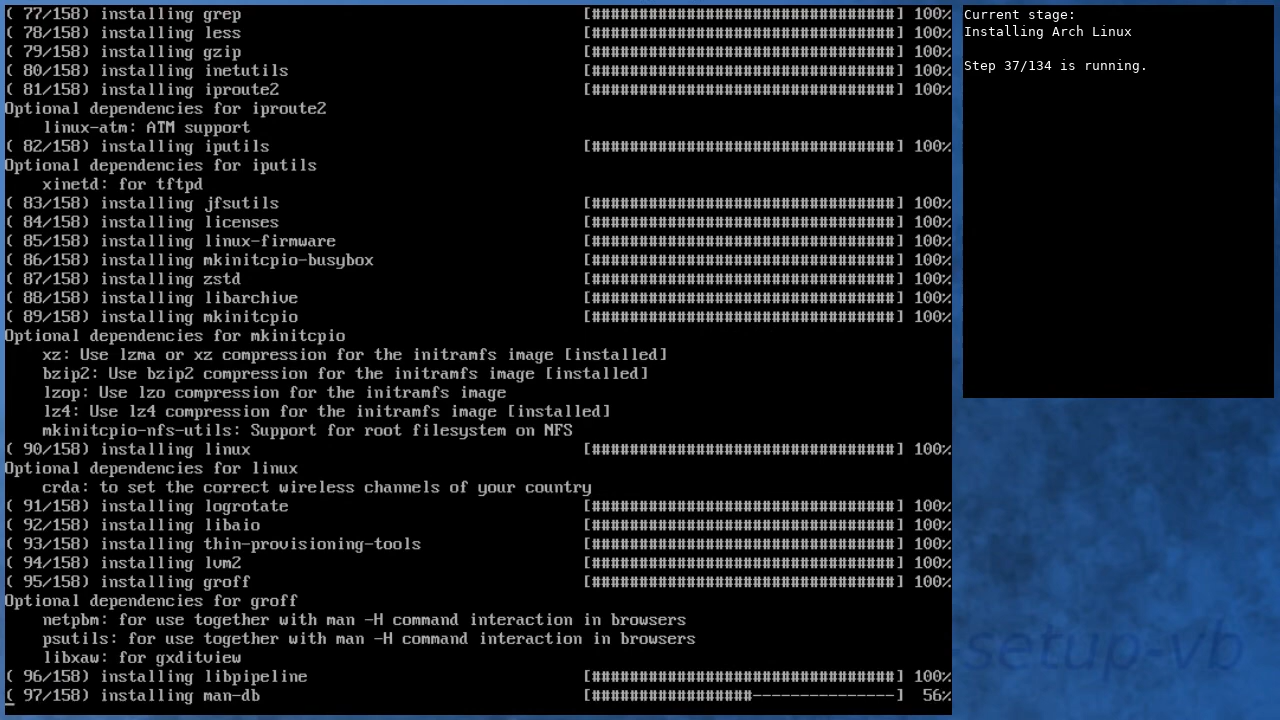 ( 77/158) installing grep [################################] 100%
( 78/158) installing less [################################] 100%
( 79/158) installing gzip [################################] 100%
( 80/158) installing inetutils [################################] 100%
( 81/158) installing iproute2 [################################] 100%
Optional dependencies for iproute2
    linux-atm: ATM support
( 82/158) installing iputils [################################] 100%
Optional dependencies for iputils
    xinetd: for tftpd
( 83/158) installing jfsutils [################################] 100%
( 84/158) installing licenses [################################] 100%
( 85/158) installing linux-firmware [################################] 100%
( 86/158) installing mkinitcpio-busybox [################################] 100%
( 87/158) installing zstd [################################] 100%
( 88/158) installing libarchive [################################] 100%
( 89/158) installing mkinitcpio [################################] 100%
Optional dependencies for mkinitcpio
    xz: Use lzma or xz compression for the initramfs image [installed]
    bzip2: Use bzip2 compression for the initramfs image [installed]
    lzop: Use lzo compression for the initramfs image
    lz4: Use lz4 compression for the initramfs image [installed]
    mkinitcpio-nfs-utils: Support for root filesystem on NFS
( 90/158) installing linux [################################] 100%
Optional dependencies for linux
    crda: to set the correct wireless channels of your country
( 91/158) installing logrotate [################################] 100%
( 92/158) installing libaio [################################] 100%
( 93/158) installing thin-provisioning-tools [################################] 100%
( 94/158) installing lvm2 [################################] 100%
( 95/158) installing groff [################################] 100%
Optional dependencies for groff
    netpbm: for use together with man -H command interaction in browsers
    psutils: for use together with man -H command interaction in browsers
    libxaw: for gxditview
( 96/158) installing libpipeline [################################] 100%
( 97/158) installing man-db [#################---------------] 56%
Current stage:
Installing Arch Linux
Step 37/134 is running.
-setup-vb